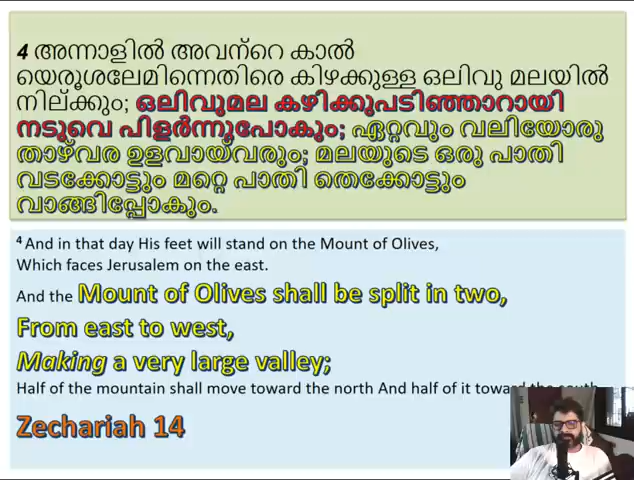 4 അന്നാളിൽ അവന്റെ കാൽ
യെരൂശലേമിന്നെതിരെ കിഴക്കുള്ള ഒലിവു മലയിൽ
നില്ക്കും; ഒലിവുമല കഴിക്കുപടിഞ്ഞാറായി
നടുവെ പിളർന്നുപോകും; ഏറ്റവും വലിയോരു
താഴ്‌വര ഉളവായ്‌വരും; മലയുടെ ഒരു പാതി
വടക്കോട്ടും മറ്റെ പാതി തെക്കോട്ടും
വാങ്ങിപ്പോകും.
4 And in that day His feet will stand on the Mount of Olives,
Which faces Jerusalem on the east.
And the Mount of Olives shall be split in two,
From east to west,
Making a very large valley;
Half of the mountain shall move toward the north And half of it toward the south.
Zechariah 14